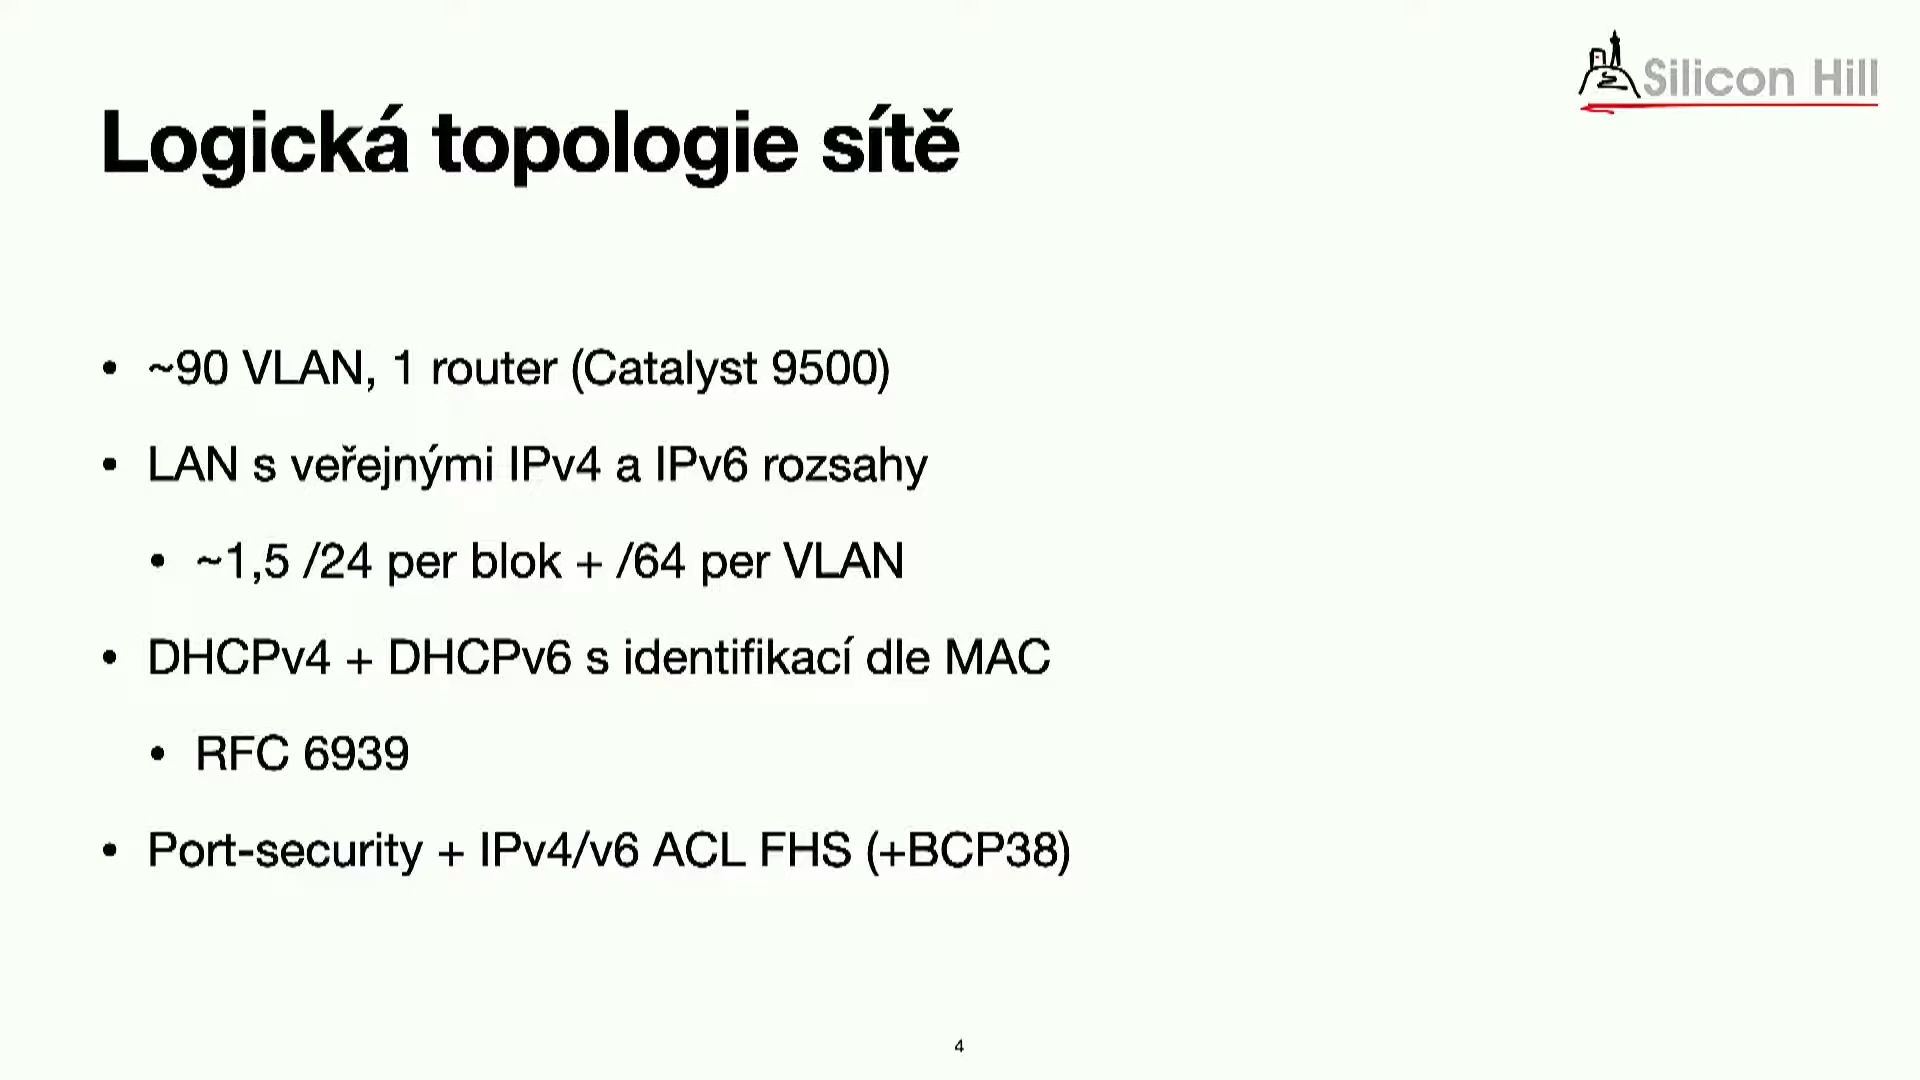 Silicon Hill
Logická topologie sítě
• ~90 VLAN, 1 router (Catalyst 9500)
• LAN s veřejnými IPv4 a IPv6 rozsahy
• ~1,5 /24 per blok + /64 per VLAN
• DHCPv4 + DHCPv6 s identifikací dle MAC
• RFC 6939
• Port-security + IPv4/v6 ACL FHS (+BCP38)
4